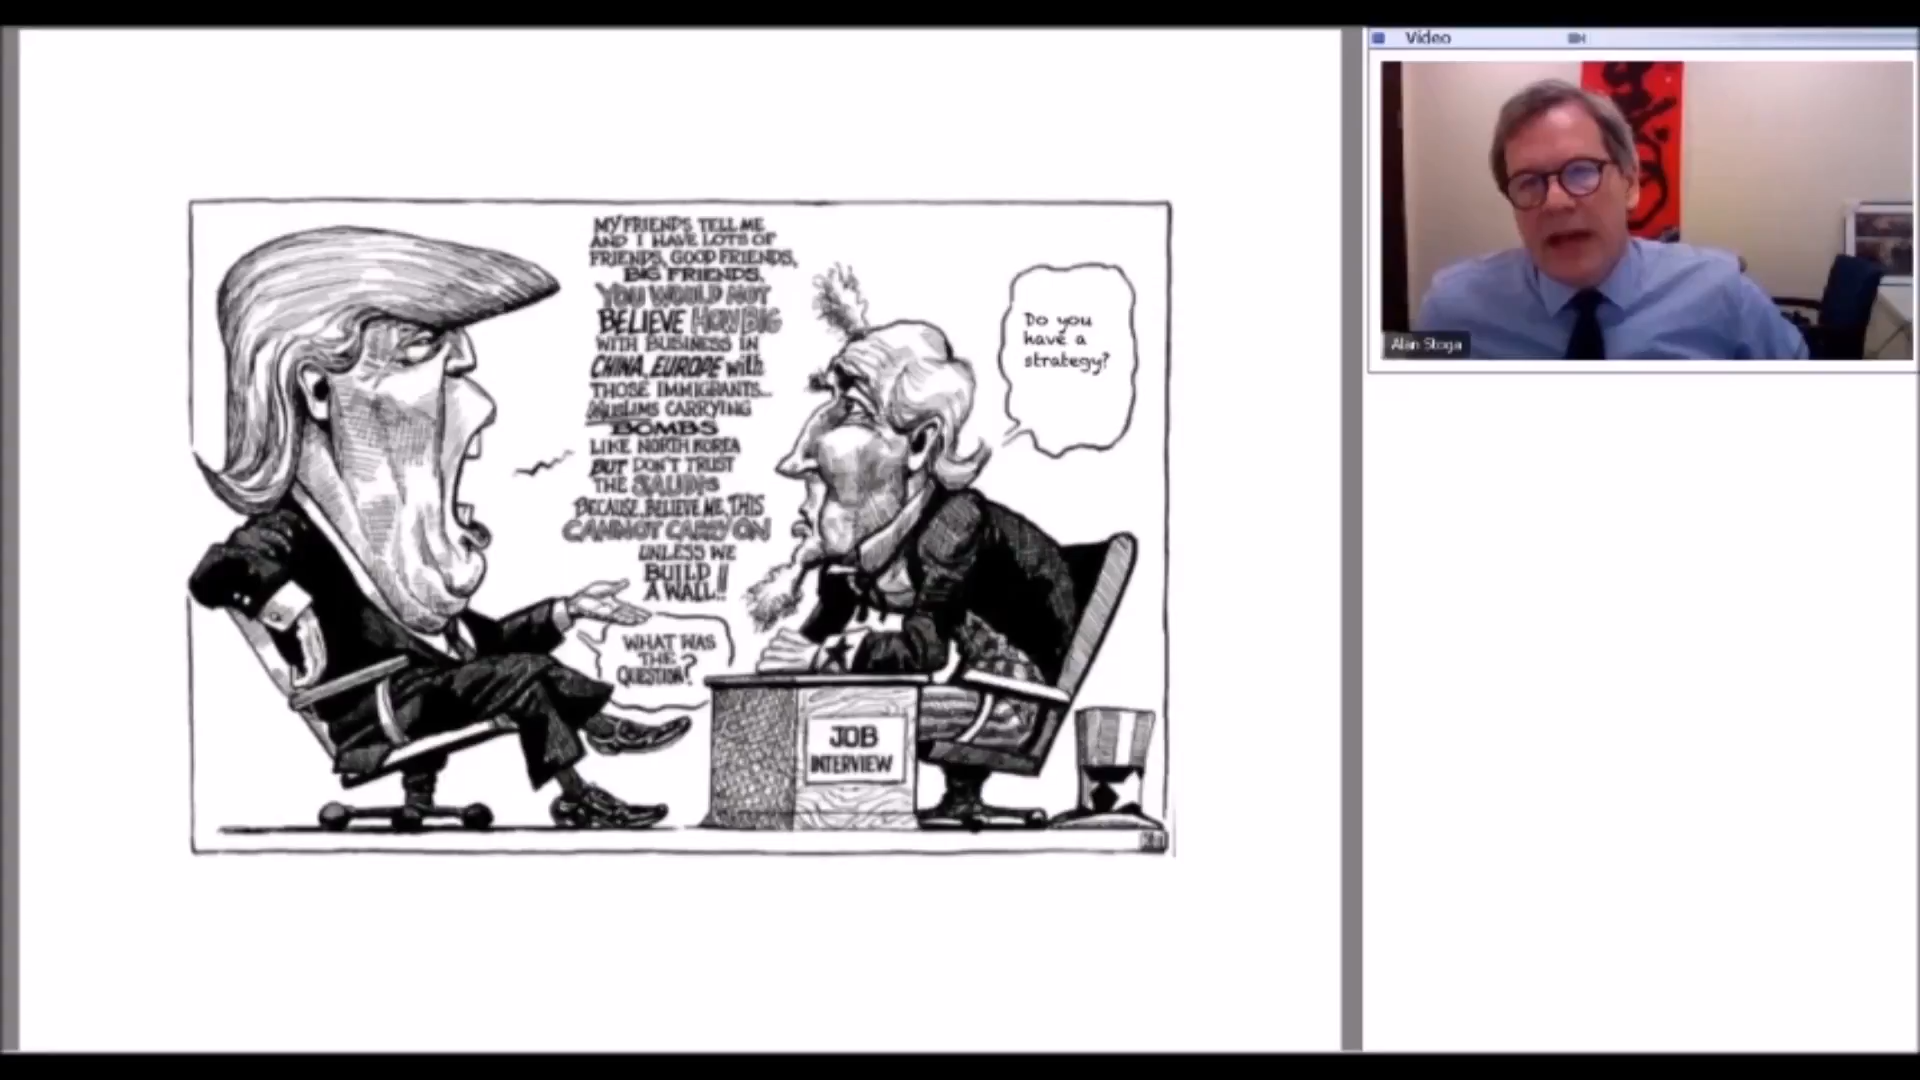 Video
Alan Stoga
MY FRIENDS TELL ME
AND I HAVE LOTS OF
FRIENDS, GOOD FRIENDS,
BIG FRIENDS.
YOU WOULD NOT
BELIEVE HOW BIG
WITH BUSINESS IN
CHINA, EUROPE with
THOSE IMMIGRANTS...
MUSLIMS CARRYING
BOMBS
LIKE NORTH KOREA
BUT DON'T TRUST
THE SAUDIS
BECAUSE, BELIEVE ME, THIS
CANNOT CARRY ON
UNLESS WE
BUILD
A WALL!!
WHAT WAS
THE
QUESTION?
Do you
have a
strategy?
JOB
INTERVIEW